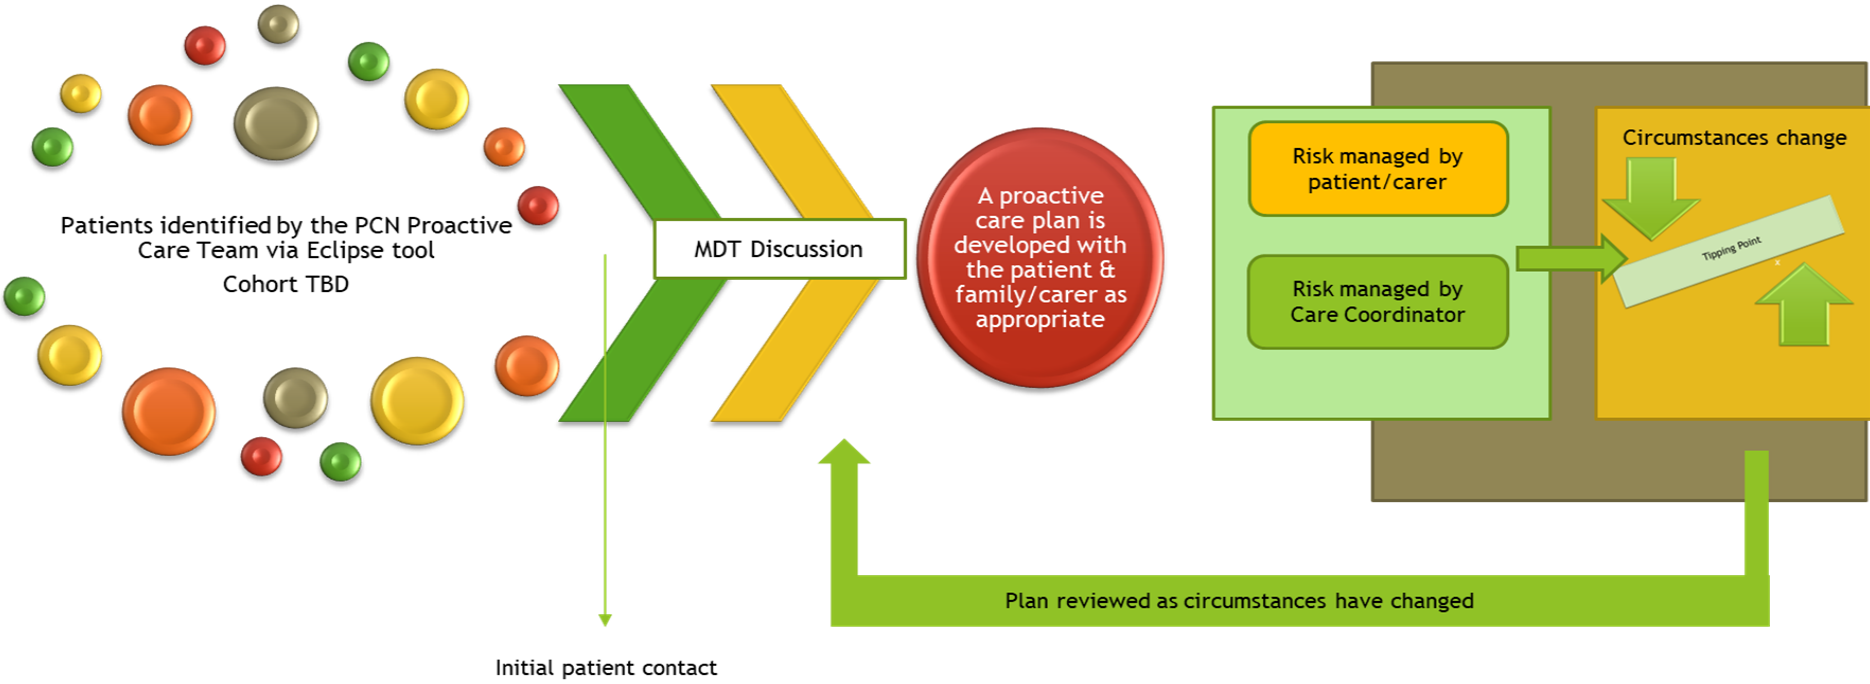 Patients identified by the PCN Proactive
Care Team via Eclipse tool
Cohort TBD
MDT Discussion
Initial patient contact
A proactive
care plan is
developed with
the patient &
family/carer as
appropriate
Risk managed by
patient/carer
Risk managed by
Care Coordinator
Circumstances change
Tipping Point
x
Plan reviewed as circumstances have changed